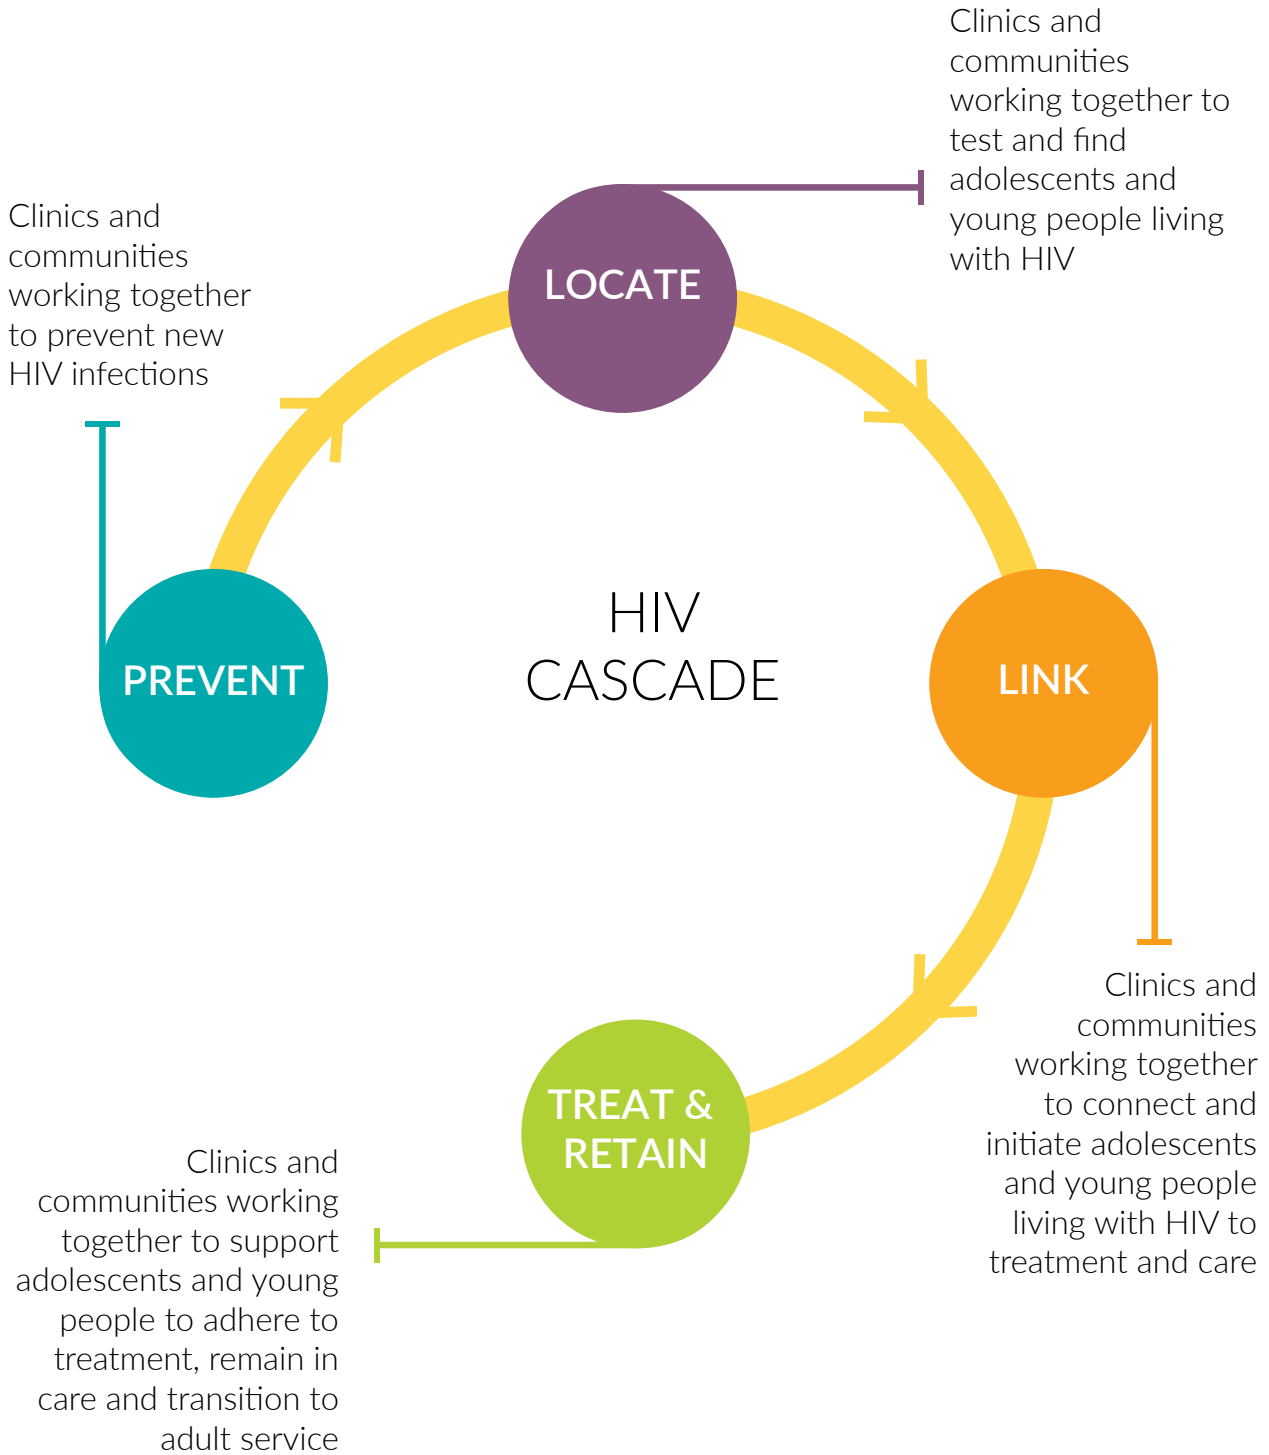 Clinics and
communities
working together to
test and find
adolescents and
young people living
with HIV
Clinics and
communities
working together
to prevent new
HIV infections
LOCATE
HIV
CASCADE
PREVENT
LINK
Clinics and
communities
working together
to connect and
initiate adolescents
and young people
living with HIV to
treatment and care
TREAT &
RETAIN
Clinics and
communities working
together to support
adolescents and young
people to adhere to
treatment, remain in
care and transition to
adult service